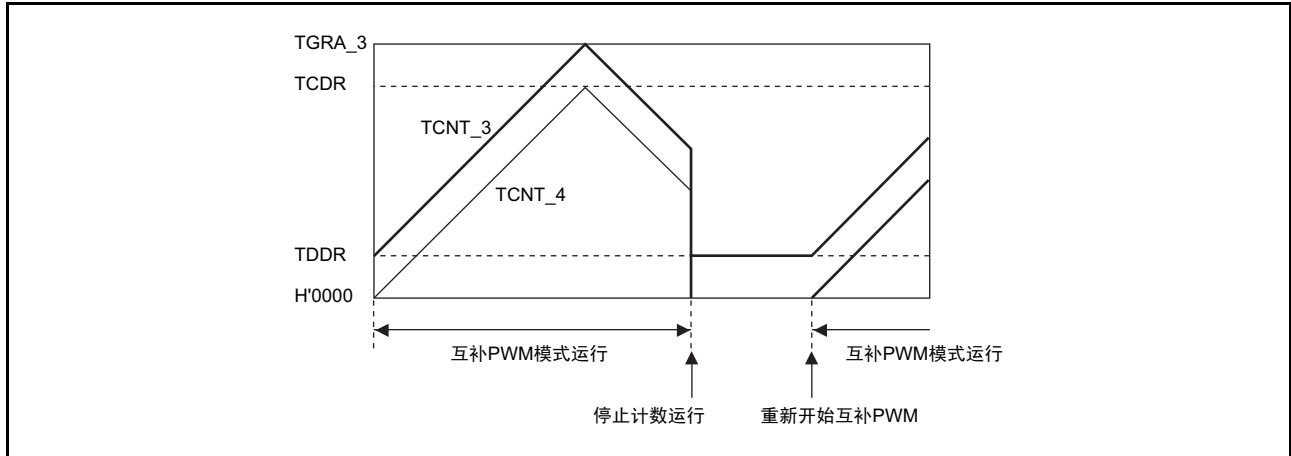 TGRA_3
TCDR
TCNT_3
TCNT_4
TDDR
H'0000
互补PWM模式运行
互补PWM模式运行
停止计数运行
重新开始互补PWM